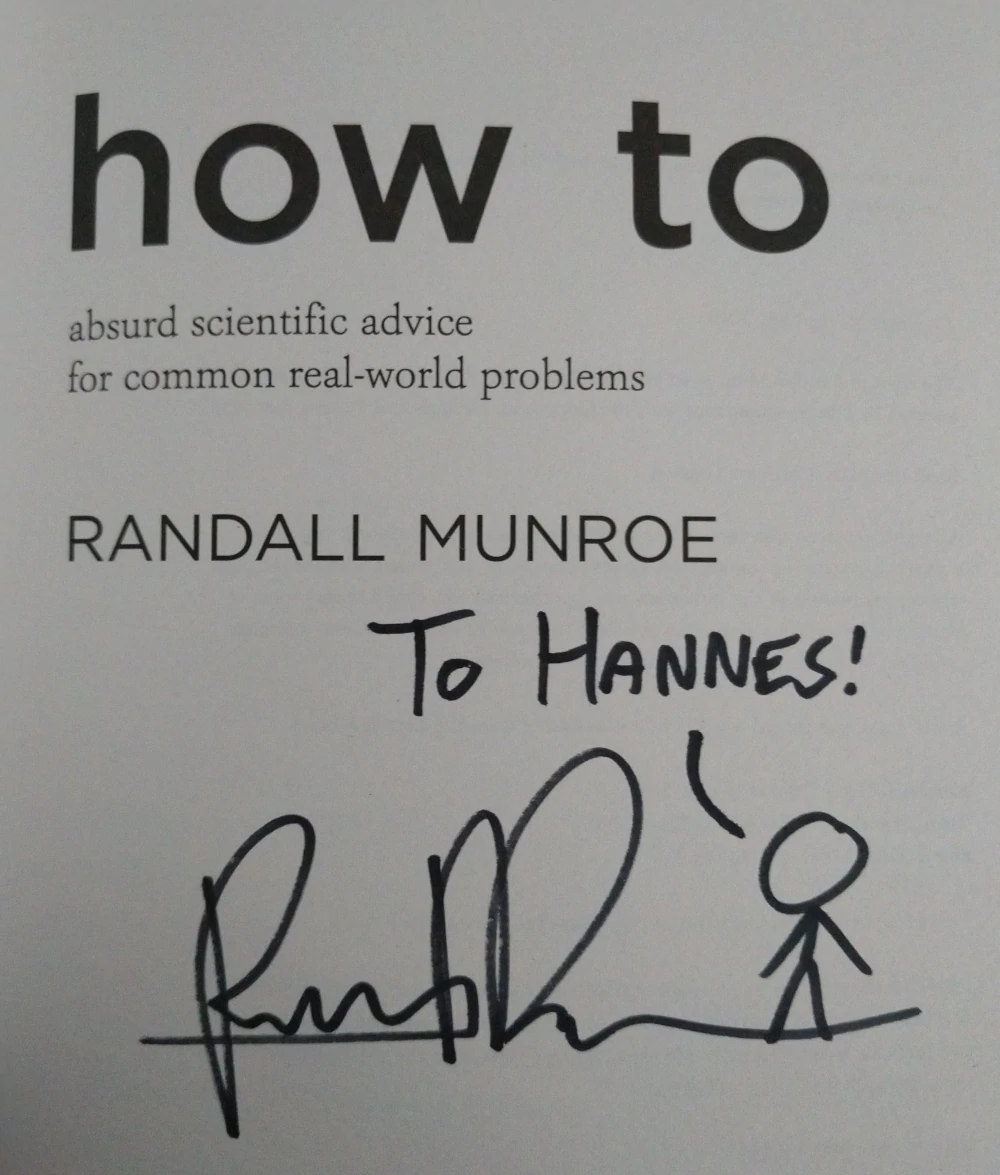 how to
absurd scientific advice
for common real-world problems
RANDALL MUNROE
To HANNES!